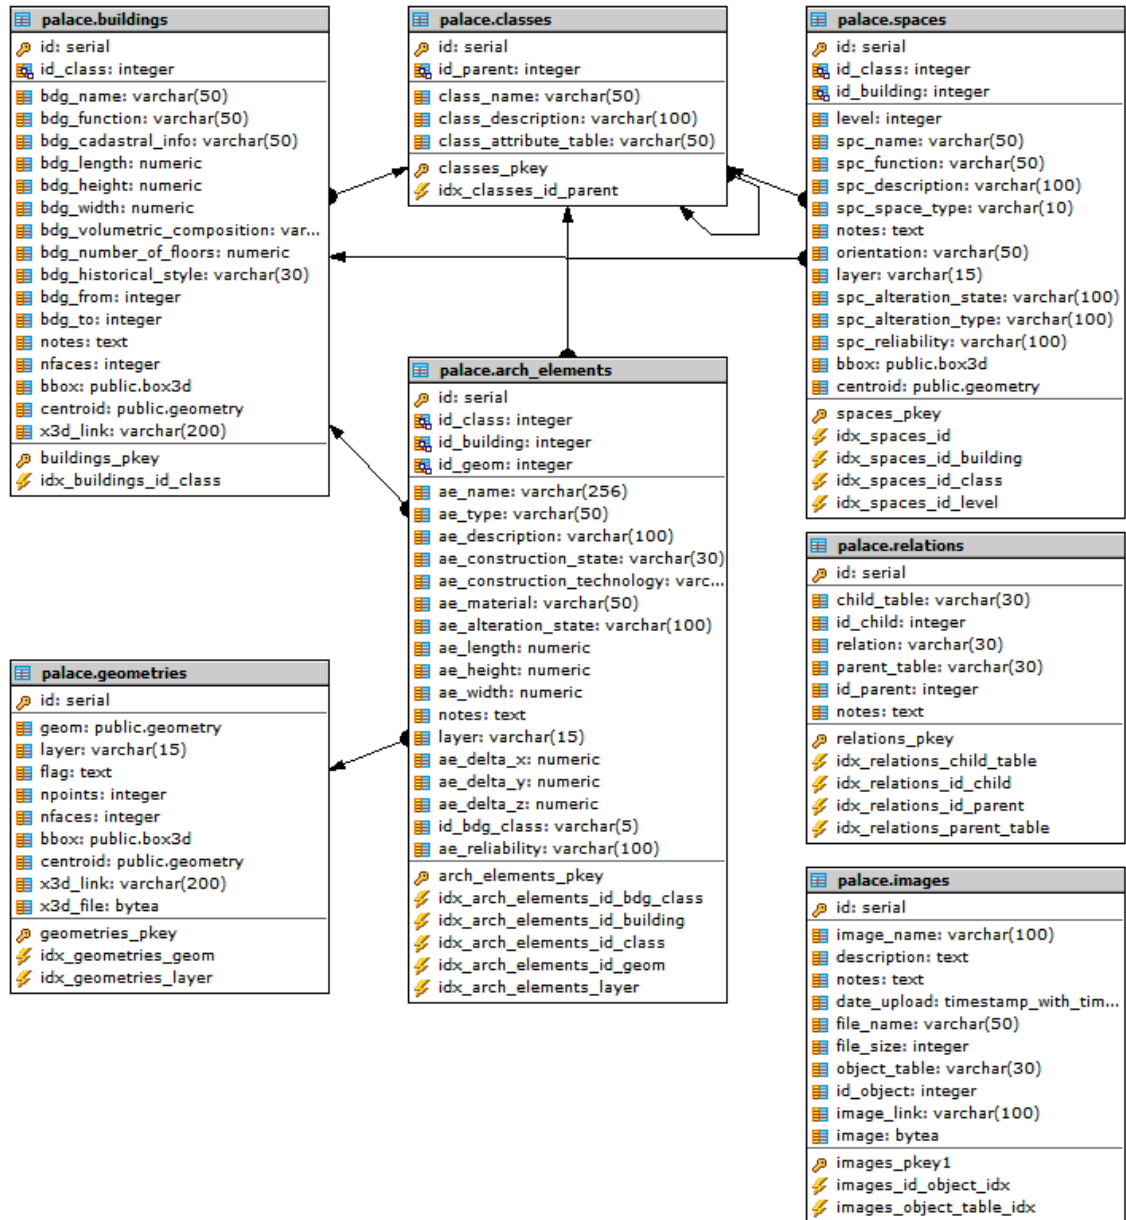 palace.buildings
id: serial
id_class: integer
bdg_name: varchar(50)
bdg_function: varchar(50)
bdg_cadastral_info: varchar(50)
bdg_length: numeric
bdg_height: numeric
bdg_width: numeric
bdg_volumetric_composition: var...
bdg_number_of_floors: numeric
bdg_historical_style: varchar(30)
bdg_from: integer
bdg_to: integer
notes: text
nfaces: integer
bbox: public.box3d
centroid: public.geometry
x3d_link: varchar(200)
buildings_pkey
idx_buildings_id_class
palace.classes
id: serial
id_parent: integer
class_name: varchar(50)
class_description: varchar(100)
class_attribute_table: varchar(50)
classes_pkey
idx_classes_id_parent
palace.spaces
id: serial
id_class: integer
id_building: integer
level: integer
spc_name: varchar(50)
spc_function: varchar(50)
spc_description: varchar(100)
spc_space_type: varchar(10)
notes: text
orientation: varchar(50)
layer: varchar(15)
spc_alteration_state: varchar(100)
spc_alteration_type: varchar(100)
spc_reliability: varchar(100)
bbox: public.box3d
centroid: public.geometry
spaces_pkey
idx_spaces_id
idx_spaces_id_building
idx_spaces_id_class
idx_spaces_id_level
palace.arch_elements
id: serial
id_class: integer
id_building: integer
id_geom: integer
ae_name: varchar(256)
ae_type: varchar(50)
ae_description: varchar(100)
ae_construction_state: varchar(30)
ae_construction_technology: varc...
ae_material: varchar(50)
ae_alteration_state: varchar(100)
ae_length: numeric
ae_height: numeric
ae_width: numeric
notes: text
layer: varchar(15)
ae_delta_x: numeric
ae_delta_y: numeric
ae_delta_z: numeric
id_bdg_class: varchar(5)
ae_reliability: varchar(100)
arch_elements_pkey
idx_arch_elements_id_bdg_class
idx_arch_elements_id_building
idx_arch_elements_id_class
idx_arch_elements_id_geom
idx_arch_elements_layer
palace.geometries
id: serial
geom: public.geometry
layer: varchar(15)
flag: text
npoints: integer
nfaces: integer
bbox: public.box3d
centroid: public.geometry
x3d_link: varchar(200)
x3d_file: bytea
geometries_pkey
idx_geometries_geom
idx_geometries_layer
palace.relations
id: serial
child_table: varchar(30)
id_child: integer
relation: varchar(30)
parent_table: varchar(30)
id_parent: integer
notes: text
relations_pkey
idx_relations_child_table
idx_relations_id_child
idx_relations_id_parent
idx_relations_parent_table
palace.images
id: serial
image_name: varchar(100)
description: text
notes: text
date_upload: timestamp_with_tim...
file_name: varchar(50)
file_size: integer
object_table: varchar(30)
id_object: integer
image_link: varchar(100)
image: bytea
images_pkey1
images_id_object_idx
images_object_table_idx